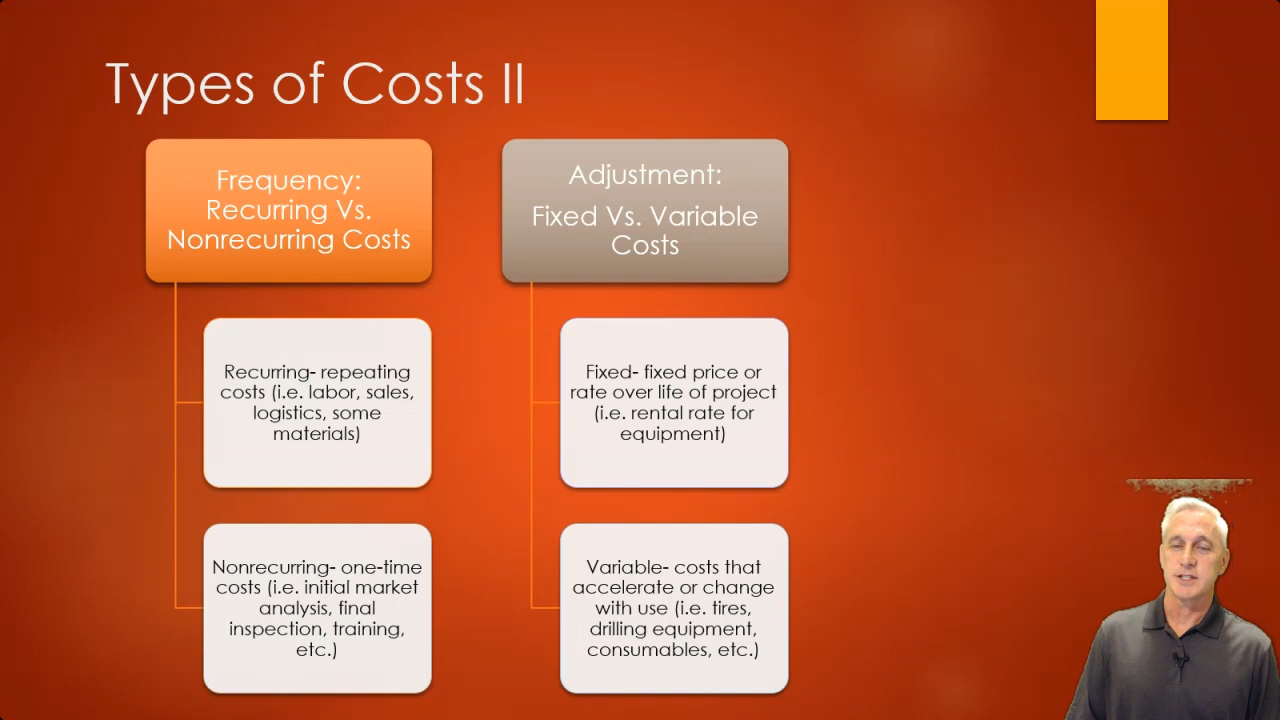 Types of Costs II
Frequency:
Recurring Vs.
Nonrecurring Costs
Recurring- repeating
costs (i.e. labor, sales,
logistics, some
materials)
Nonrecurring- one-time
costs (i.e. initial market
analysis, final
inspection, training,
etc.)
Adjustment:
Fixed Vs. Variable
Costs
Fixed- fixed price or
rate over life of project
(i.e. rental rate for
equipment)
Variable- costs that
accelerate or change
with use (i.e. tires,
drilling equipment,
consumables, etc.)